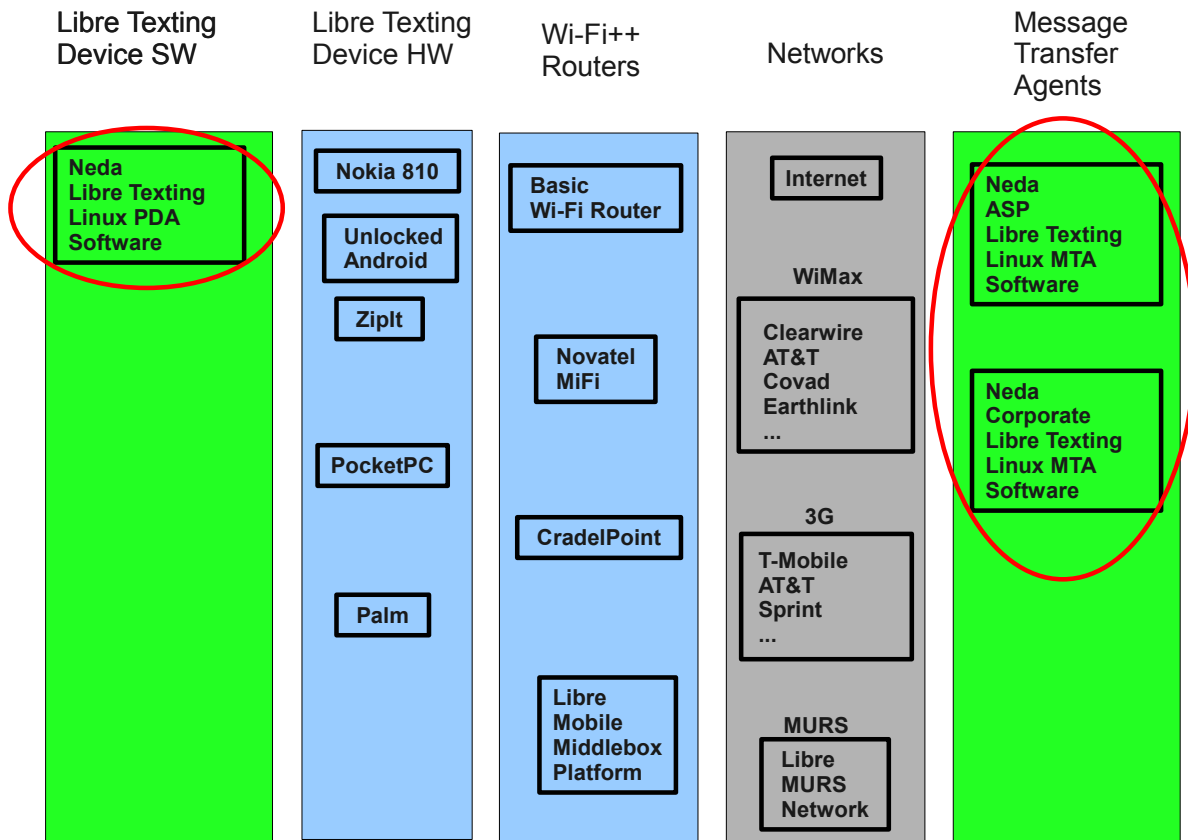 Libre Texting
Device SW
Libre Texting
Device HW
Wi-Fi++
Routers
Networks
Message
Transfer
Agents
Neda
Libre Texting
Linux PDA
Software
Nokia 810
Unlocked
Android
ZipIt
PocketPC
Palm
Basic
Wi-Fi Router
Novatel
MiFi
CradelPoint
Libre
Mobile
Middlebox
Platform
Internet
WiMax
Clearwire
AT&T
Covad
Earthlink
...
3G
T-Mobile
AT&T
Sprint
...
MURS
Libre
MURS
Network
Neda
ASP
Libre Texting
Linux MTA
Software
Neda
Corporate
Libre Texting
Linux MTA
Software